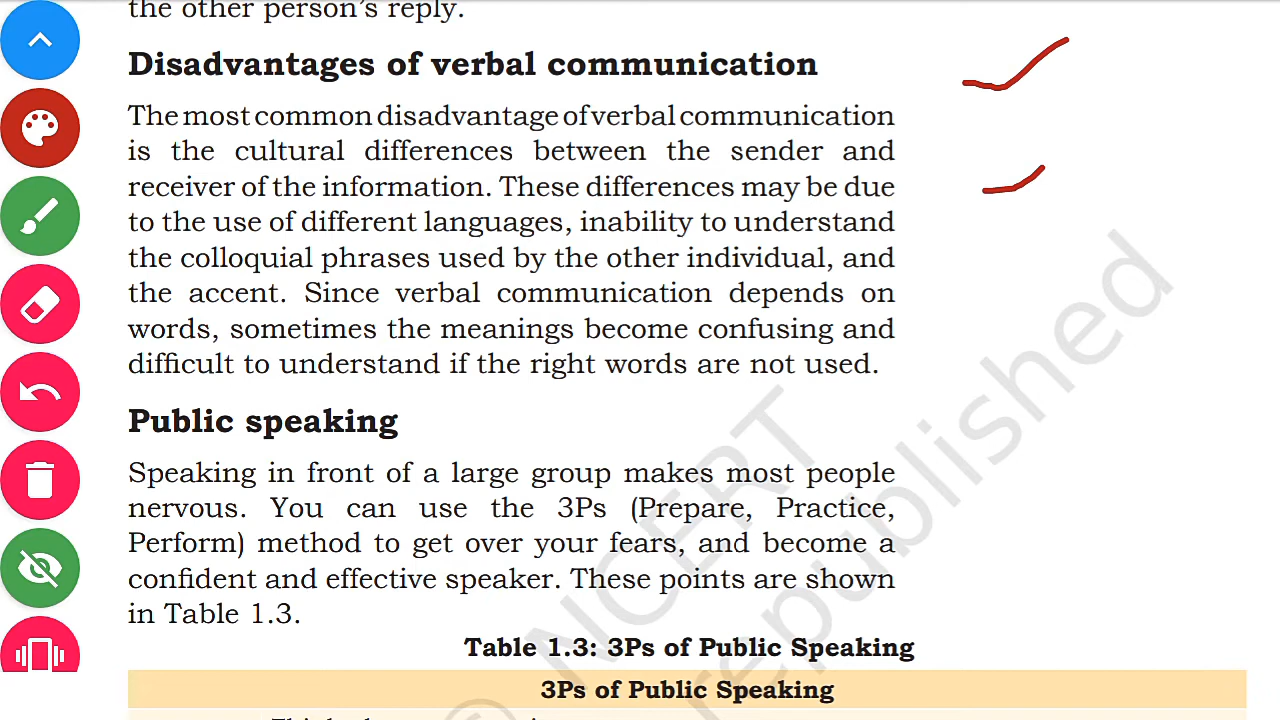 the other person's reply.
Disadvantages of verbal communication
The most common disadvantage of verbal communication
is the cultural differences between the sender and
receiver of the information. These differences may be due
to the use of different languages, inability to understand
the colloquial phrases used by the other individual, and
the accent. Since verbal communication depends on
words, sometimes the meanings become confusing and
difficult to understand if the right words are not used.
Public speaking
Speaking in front of a large group makes most people
nervous. You can use the 3Ps (Prepare, Practice,
Perform) method to get over your fears, and become a
confident and effective speaker. These points are shown
in Table 1.3.
Table 1.3: 3Ps of Public Speaking
3Ps of Public Speaking
© NCERT
republished